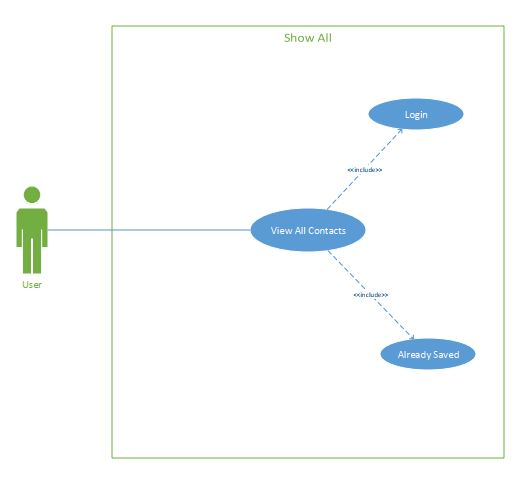 Show All
Login
<<include>>
View All Contacts
User
<<include>>
Already Saved